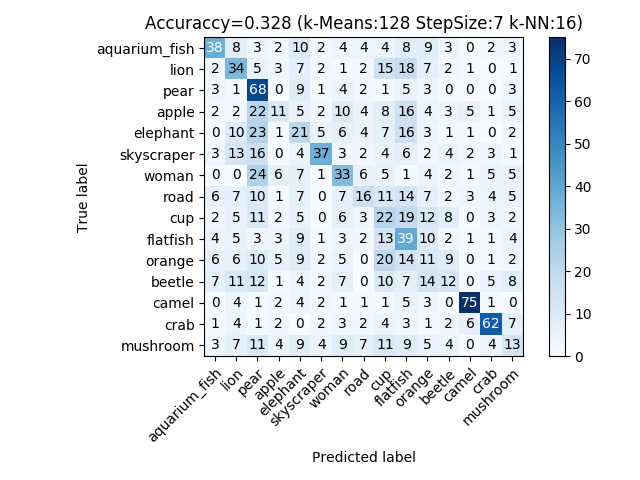 Accuraccy=0.328 (k-Means:128 StepSize:7 k-NN:16)
aquarium_fish 38 8 3 2 10 2 4 4 4 8 9 3 0 2 3
lion 2 34 5 3 7 2 1 2 15 18 7 2 1 0 1
pear 3 1 68 0 9 1 4 2 1 5 3 0 0 0 3
apple 2 2 22 11 5 2 10 4 8 16 4 3 5 1 5
elephant 0 10 23 1 21 5 6 4 7 16 3 1 1 0 2
skyscraper 3 13 16 0 4 37 3 2 4 6 2 4 2 3 1
woman 0 0 24 6 7 1 33 6 5 1 4 2 1 5 5
road 6 7 10 1 7 0 7 16 11 14 7 2 3 4 5
cup 2 5 11 2 5 0 6 3 22 19 12 8 0 3 2
flatfish 4 5 3 3 9 1 3 2 13 39 10 2 1 1 4
orange 6 6 10 5 9 2 5 0 20 14 11 9 0 1 2
beetle 7 11 12 1 4 2 7 0 10 7 14 12 0 5 8
camel 0 4 1 2 4 2 1 1 1 5 3 0 75 1 0
crab 1 4 1 2 0 2 3 2 4 3 1 2 6 62 7
mushroom 3 7 11 4 9 4 9 7 11 9 5 4 0 4 13
aquarium_fish lion pear apple elephant skyscraper woman road cup flatfish orange beetle camel crab mushroom
True label
Predicted label
70
60
50
40
30
20
10
0